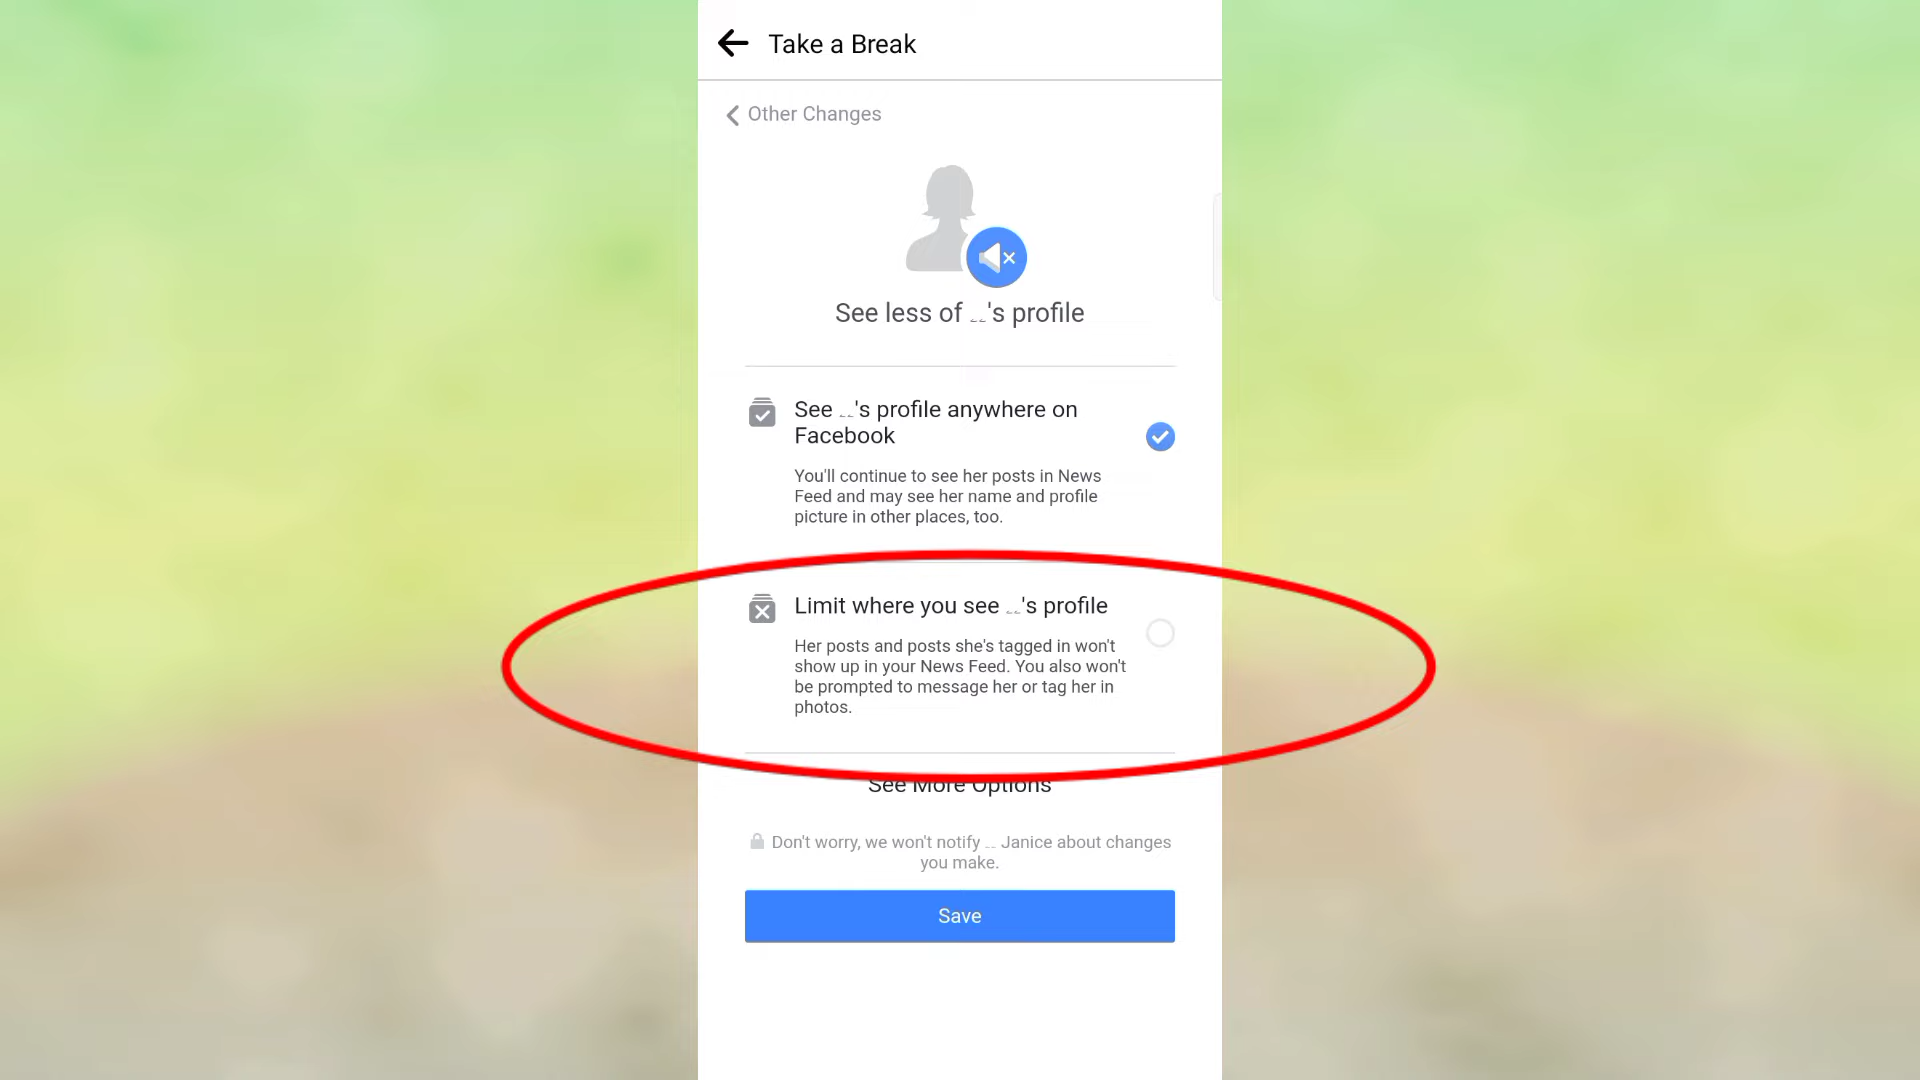 Take a Break
Other Changes
See less of 's profile
See 's profile anywhere on
Facebook
You'll continue to see her posts in News
Feed and may see her name and profile
picture in other places, too.
Limit where you see 's profile
Her posts and posts she's tagged in won't
show up in your News Feed. You also won't
be prompted to message her or tag her in
photos.
See More Options
Don't worry, we won't notify Janice about changes
you make.
Save